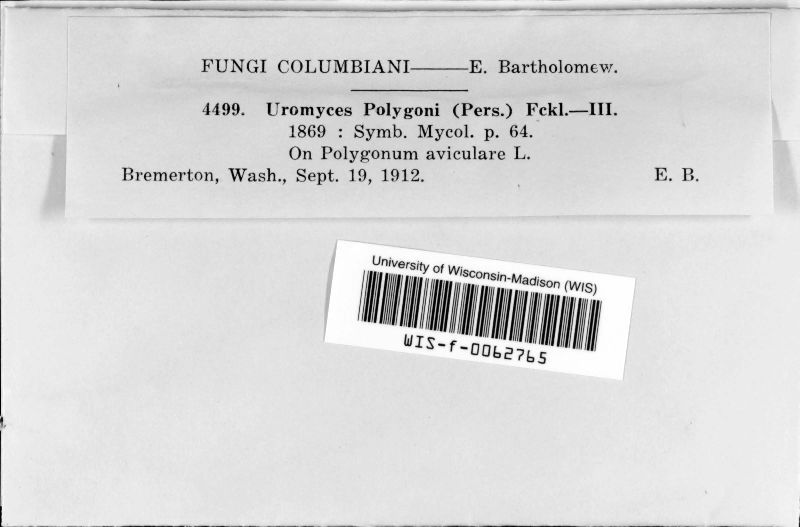 FUNGI COLUMBIANI——E. Bartholomew.
4499. Uromyces Polygoni (Pers.) Fckl.—III.
1869 : Symb. Mycol. p. 64.
On Polygonum aviculare L.
Bremerton, Wash., Sept. 19, 1912. E. B.
University of Wisconsin-Madison (WIS)
WIS-f-0062765